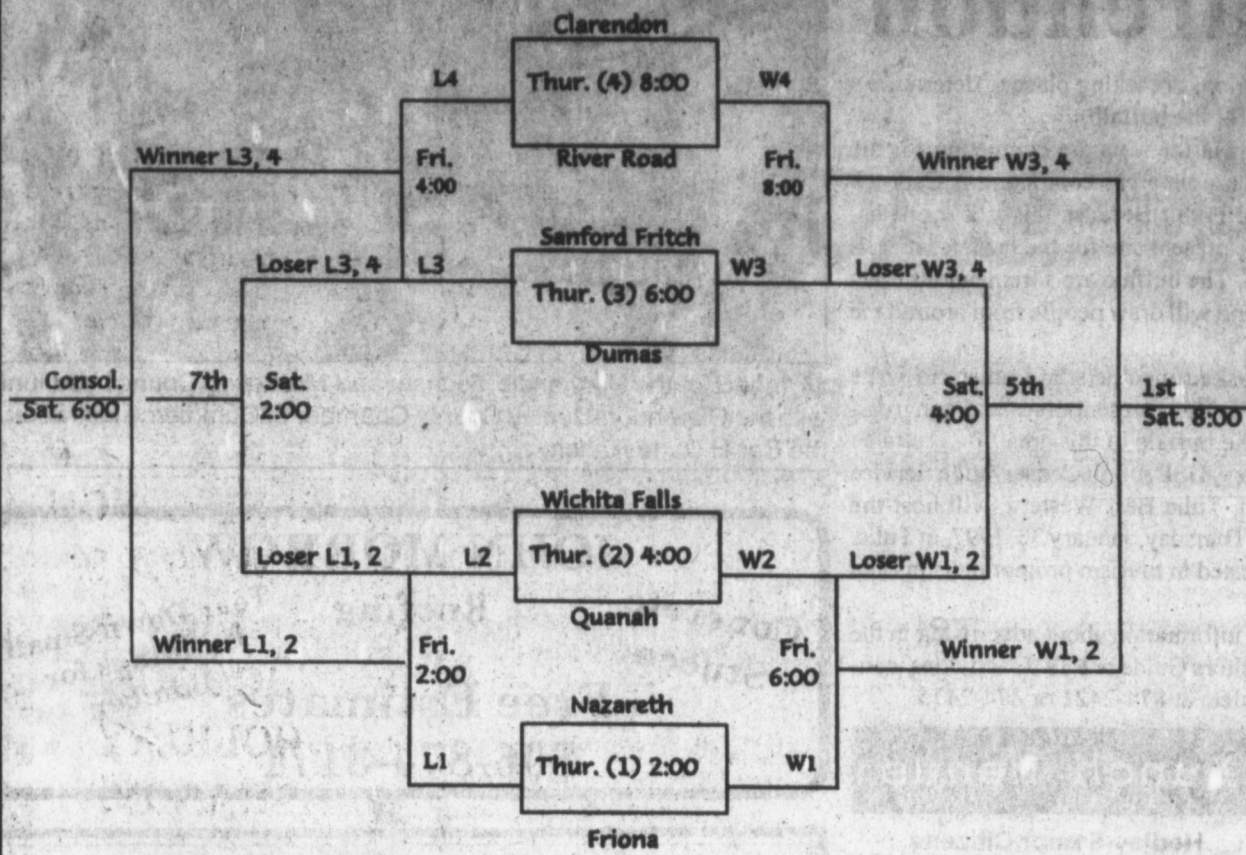 Clarendon
L4
Thur. (4) 8:00
W4
River Road
Winner L3, 4
Fri.
4:00
Fri.
8:00
Winner W3, 4
Sanford Fritch
Loser L3, 4
L3
Thur. (3) 6:00
W3
Loser W3, 4
Dumas
Consol.
Sat. 6:00
7th
Sat.
2:00
Sat.
4:00
5th
1st
Sat. 8:00
Wichita Falls
Loser L1, 2
L2
Thur. (2) 4:00
W2
Loser W1, 2
Quanah
Winner L1, 2
Fri.
2:00
Fri.
6:00
Winner W1, 2
Nazareth
L1
Thur. (1) 2:00
W1
Friona